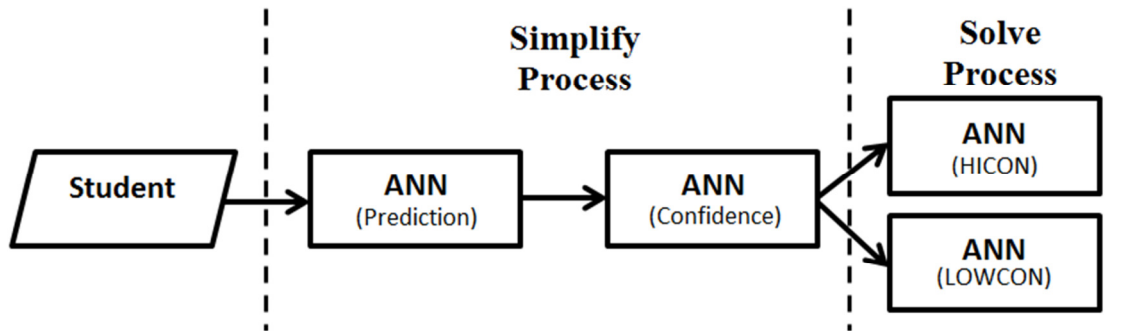 Simplify
Process
Solve
Process
Student
ANN
(Prediction)
ANN
(Confidence)
ANN
(HICON)
ANN
(LOWCON)